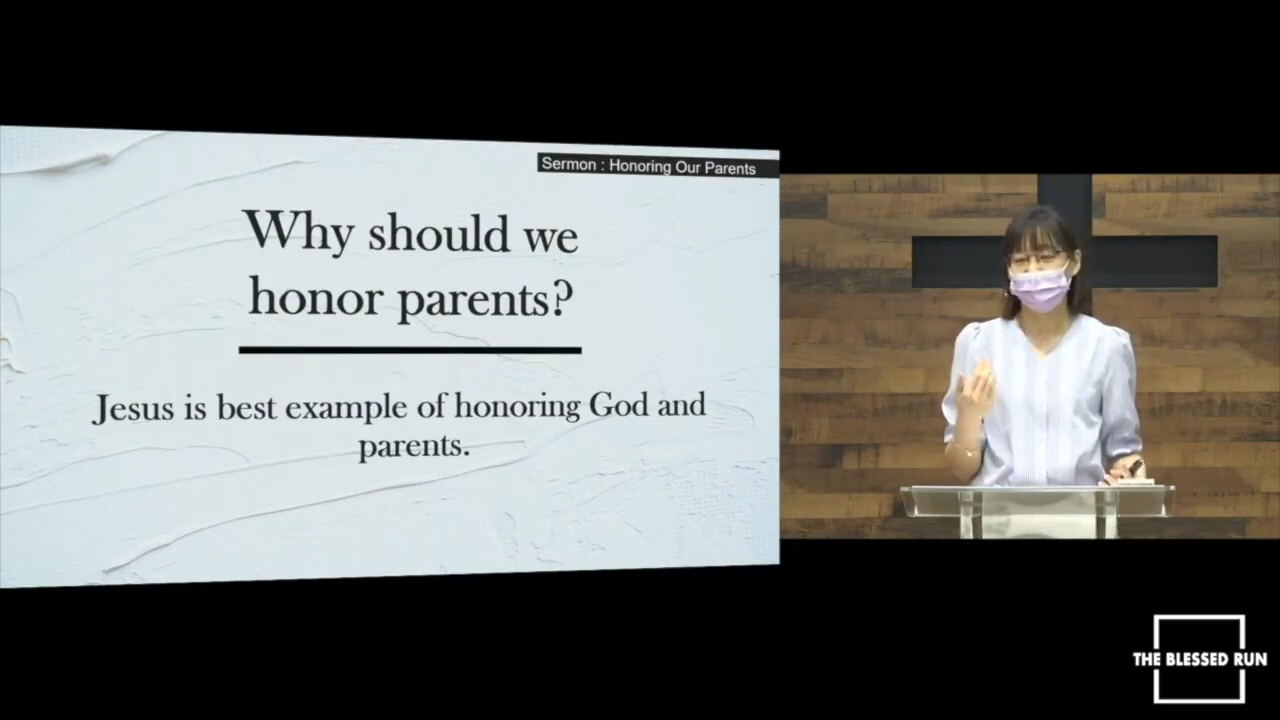 Sermon : Honoring Our Parents
Why should we
honor parents?
Jesus is best example of honoring God and
parents.
THE BLESSED RUN